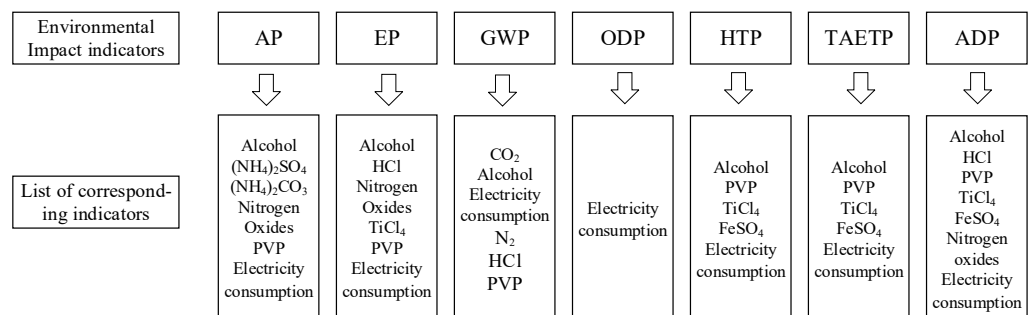 Environmental
Impact indicators
AP
EP
GWP
ODP
HTP
TAETP
ADP
List of correspond-
ing indicators
Alcohol
(NH₄)₂SO₄
(NH₄)₂CO₃
Nitrogen
Oxides
PVP
Electricity
consumption
Alcohol
HCl
Nitrogen
Oxides
TiCl₄
PVP
Electricity
consumption
CO₂
Alcohol
Electricity
consumption
N₂
HCl
PVP
Electricity
consumption
Alcohol
PVP
TiCl₄
FeSO₄
Electricity
consumption
Alcohol
PVP
TiCl₄
FeSO₄
Electricity
consumption
Alcohol
HCl
PVP
TiCl₄
FeSO₄
Nitrogen
oxides
Electricity
consumption